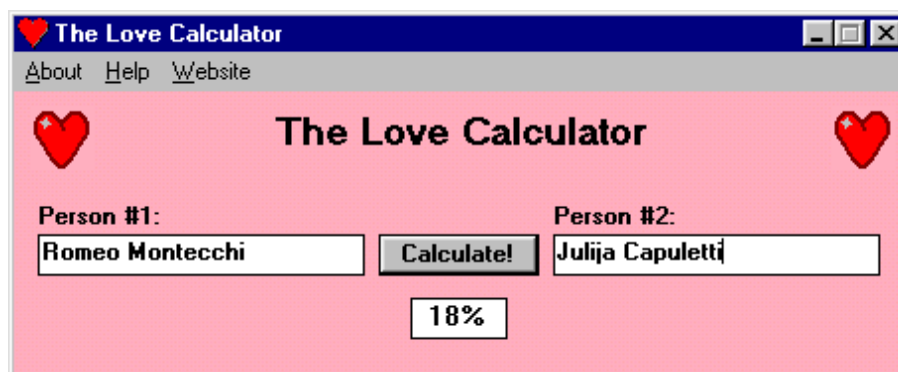 The Love Calculator
About Help Website
The Love Calculator
Person #1: Person #2:
Romeo Montecchi Calculate! Julija Capuletti
18%